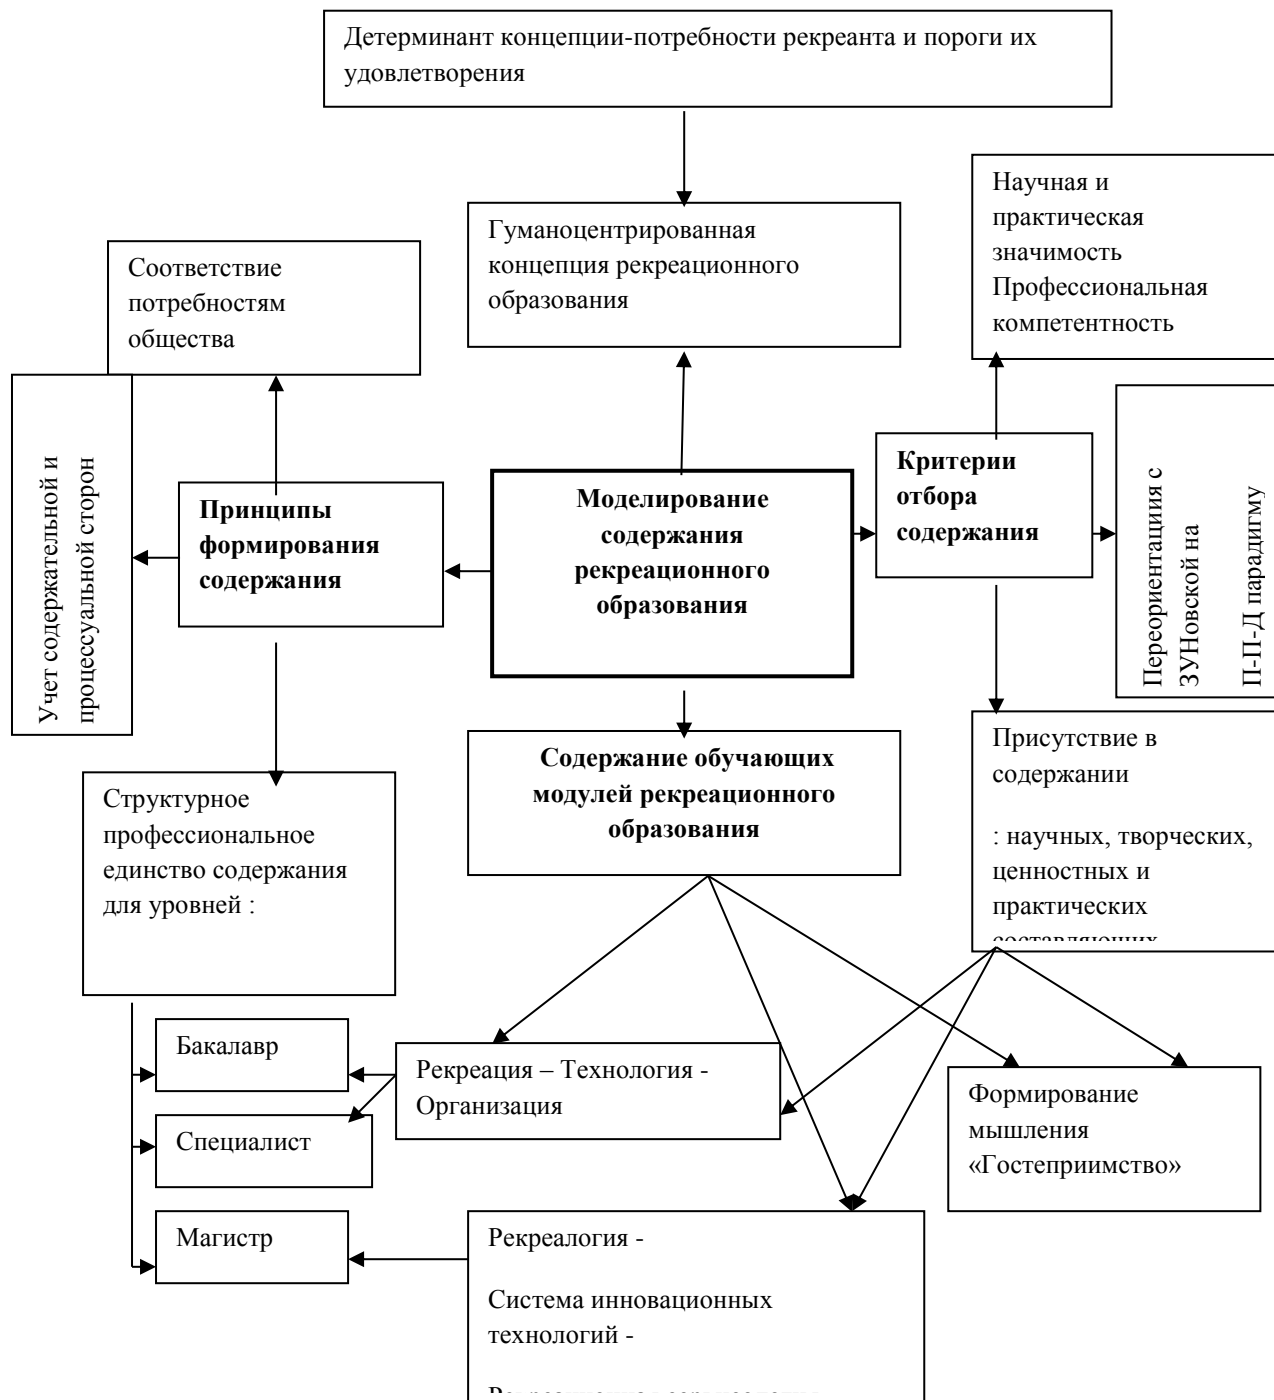 Детерминант концепции-потребности рекреанта и пороги их
удовлетворения
Научная и
практическая
значимость
Профессиональная
компетентность
Гуманоцентрированная
концепция рекреационного
образования
Соответствие
потребностям
общества
Учет содержательной и
процессуальной сторон
Принципы
формирования
содержания
Моделирование
содержания
рекреационного
образования
Критерии
отбора
содержания
Переориентациия с
ЗУНовской на
П-П-Д парадигму
Содержание обучающих
модулей рекреационного
образования
Присутствие в
содержании
: научных, творческих,
ценностных и
практических
составляющих
Структурное
профессиональное
единство содержания
для уровней :
Бакалавр
Специалист
Магистр
Рекреация – Технология -
Организация
Формирование
мышления
«Гостеприимство»
Рекреалогия -
Система инновационных
технологий -